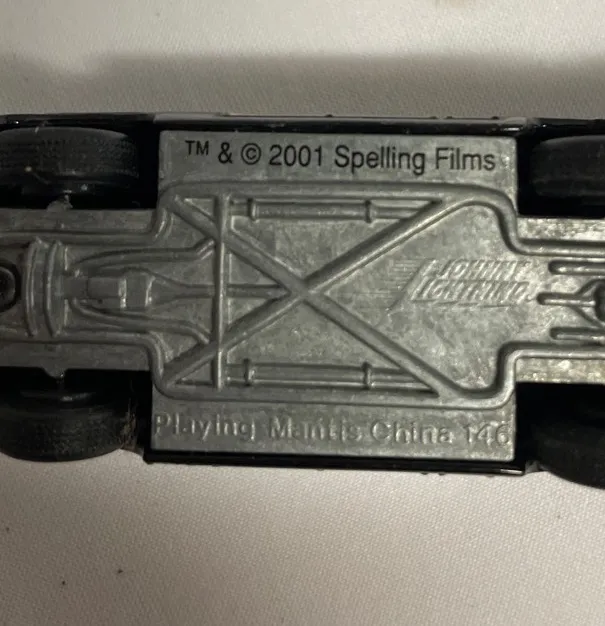 ™ & © 2001 Spelling Films
JOHNNY
LIGHTNING
Playing Mantis China 146